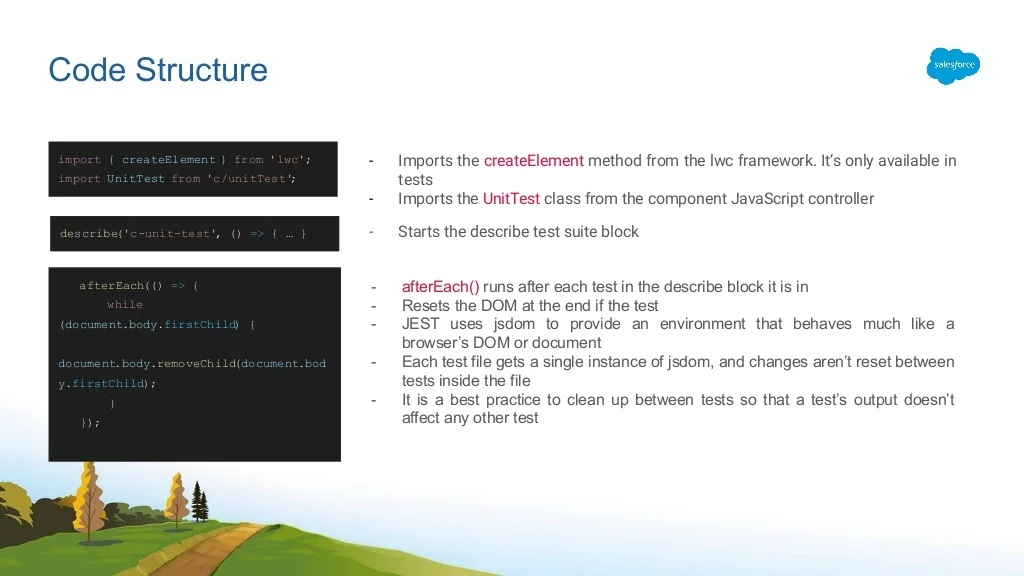 Code Structure
salesforce
import { createElement } from 'lwc';
import UnitTest from 'c/unitTest';
- Imports the createElement method from the lwc framework. It's only available in
tests
- Imports the UnitTest class from the component JavaScript controller
describe('c-unit-test', () => { … }
- Starts the describe test suite block
afterEach(() => {
while
(document.body.firstChild) {
document.body.removeChild(document.bod
y.firstChild);
}
});
- afterEach() runs after each test in the describe block it is in
- Resets the DOM at the end if the test
- JEST uses jsdom to provide an environment that behaves much like a
browser's DOM or document
- Each test file gets a single instance of jsdom, and changes aren't reset between
tests inside the file
- It is a best practice to clean up between tests so that a test's output doesn't
affect any other test